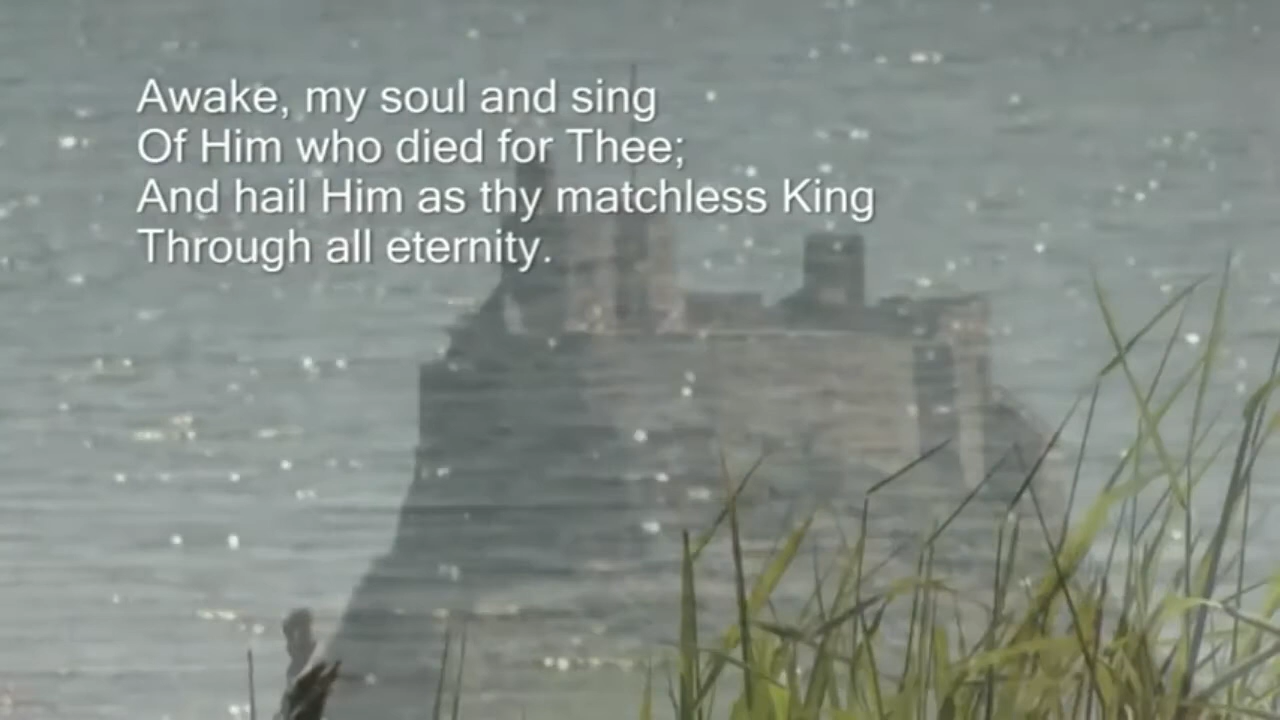 Awake, my soul and sing
Of Him who died for Thee;
And hail Him as thy matchless King
Through all eternity.